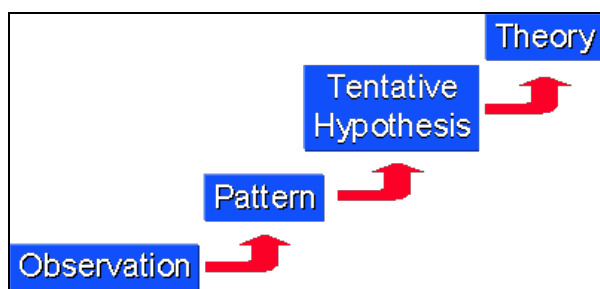 Theory
Tentative
Hypothesis
Pattern
Observation